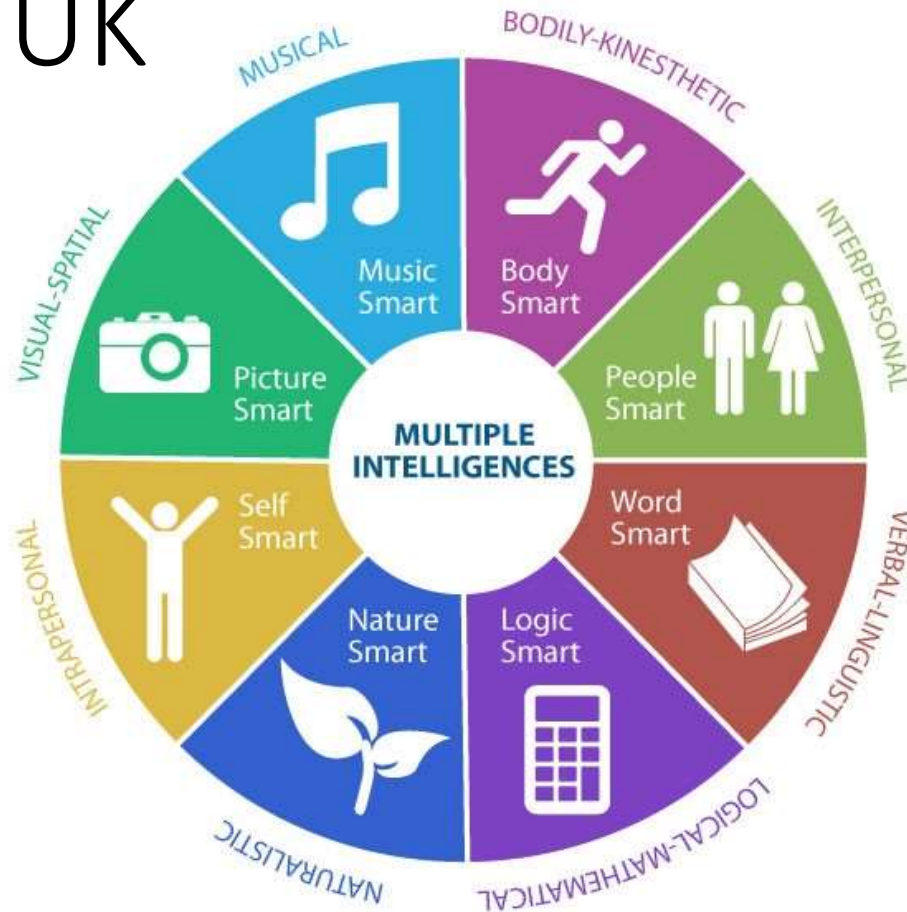 UK
MUSICAL
BODILY-KINESTHETIC
INTERPERSONAL
VERBAL-LINGUISTIC
LOGICAL-MATHEMATICAL
NATURALISTIC
INTRAPERSONAL
VISUAL-SPATIAL
Music
Smart
Body
Smart
People
Smart
Word
Smart
Logic
Smart
Nature
Smart
Self
Smart
Picture
Smart
MULTIPLE
INTELLIGENCES